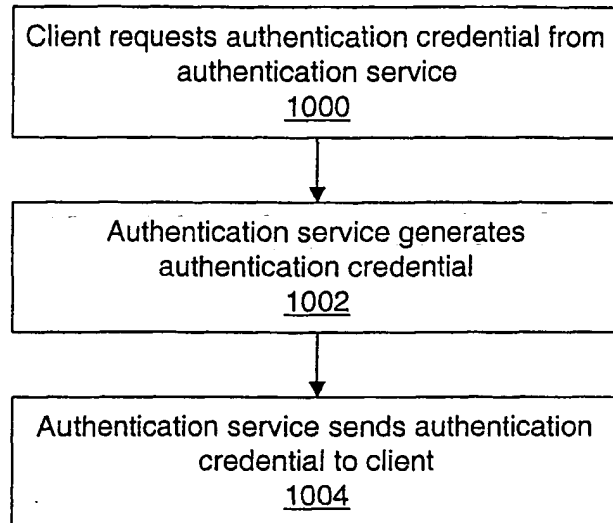 Client requests authentication credential from
authentication service
1000
Authentication service generates
authentication credential
1002
Authentication service sends authentication
credential to client
1004